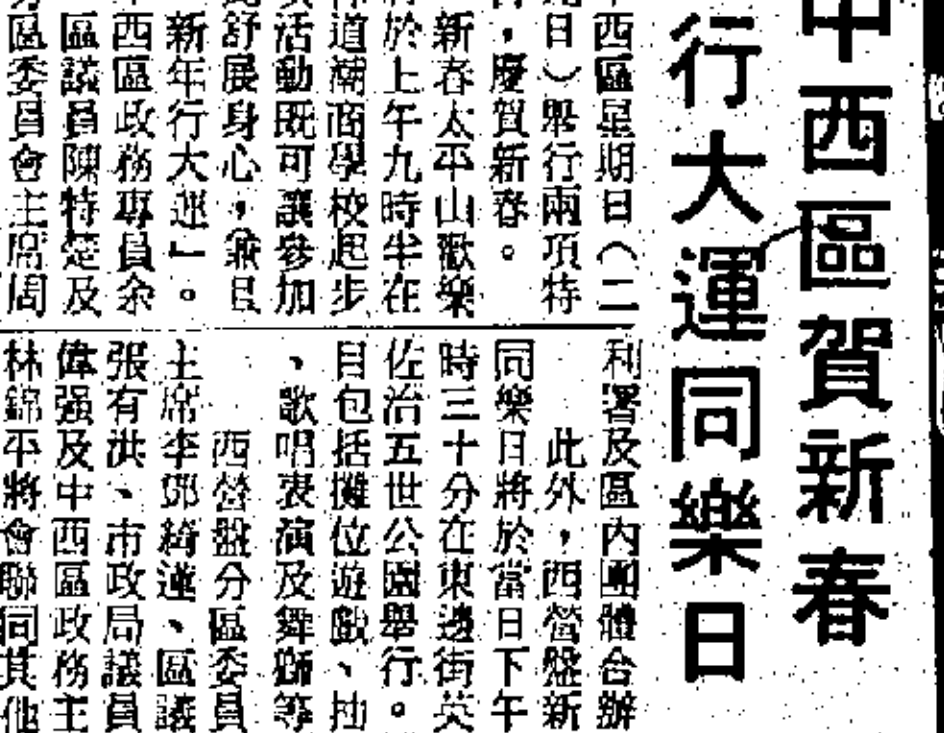 中西區賀新春
行大運同樂日
西區星期日（二
日）舉行兩項特
，慶賀新春。
新春太平山歡樂
於上午九時半在
道潮商學校起步
活動既可讓參加
舒展身心，兼且
新年行大運」。
西區政務專員余
區議員陳特楚及
區委員會主席周
利署及區內團體合辦
此外，西營盤新
同樂日將於當日下午
時三十分在東邊街英
佐治五世公園舉行。
目包括攤位遊戲、抽
、歌唱表演及舞獅等
西營盤分區委員
主席李鄧綺蓮、區議
張有洪、市政局議員
偉强及中西區政務主
林錦平將會聯同其他